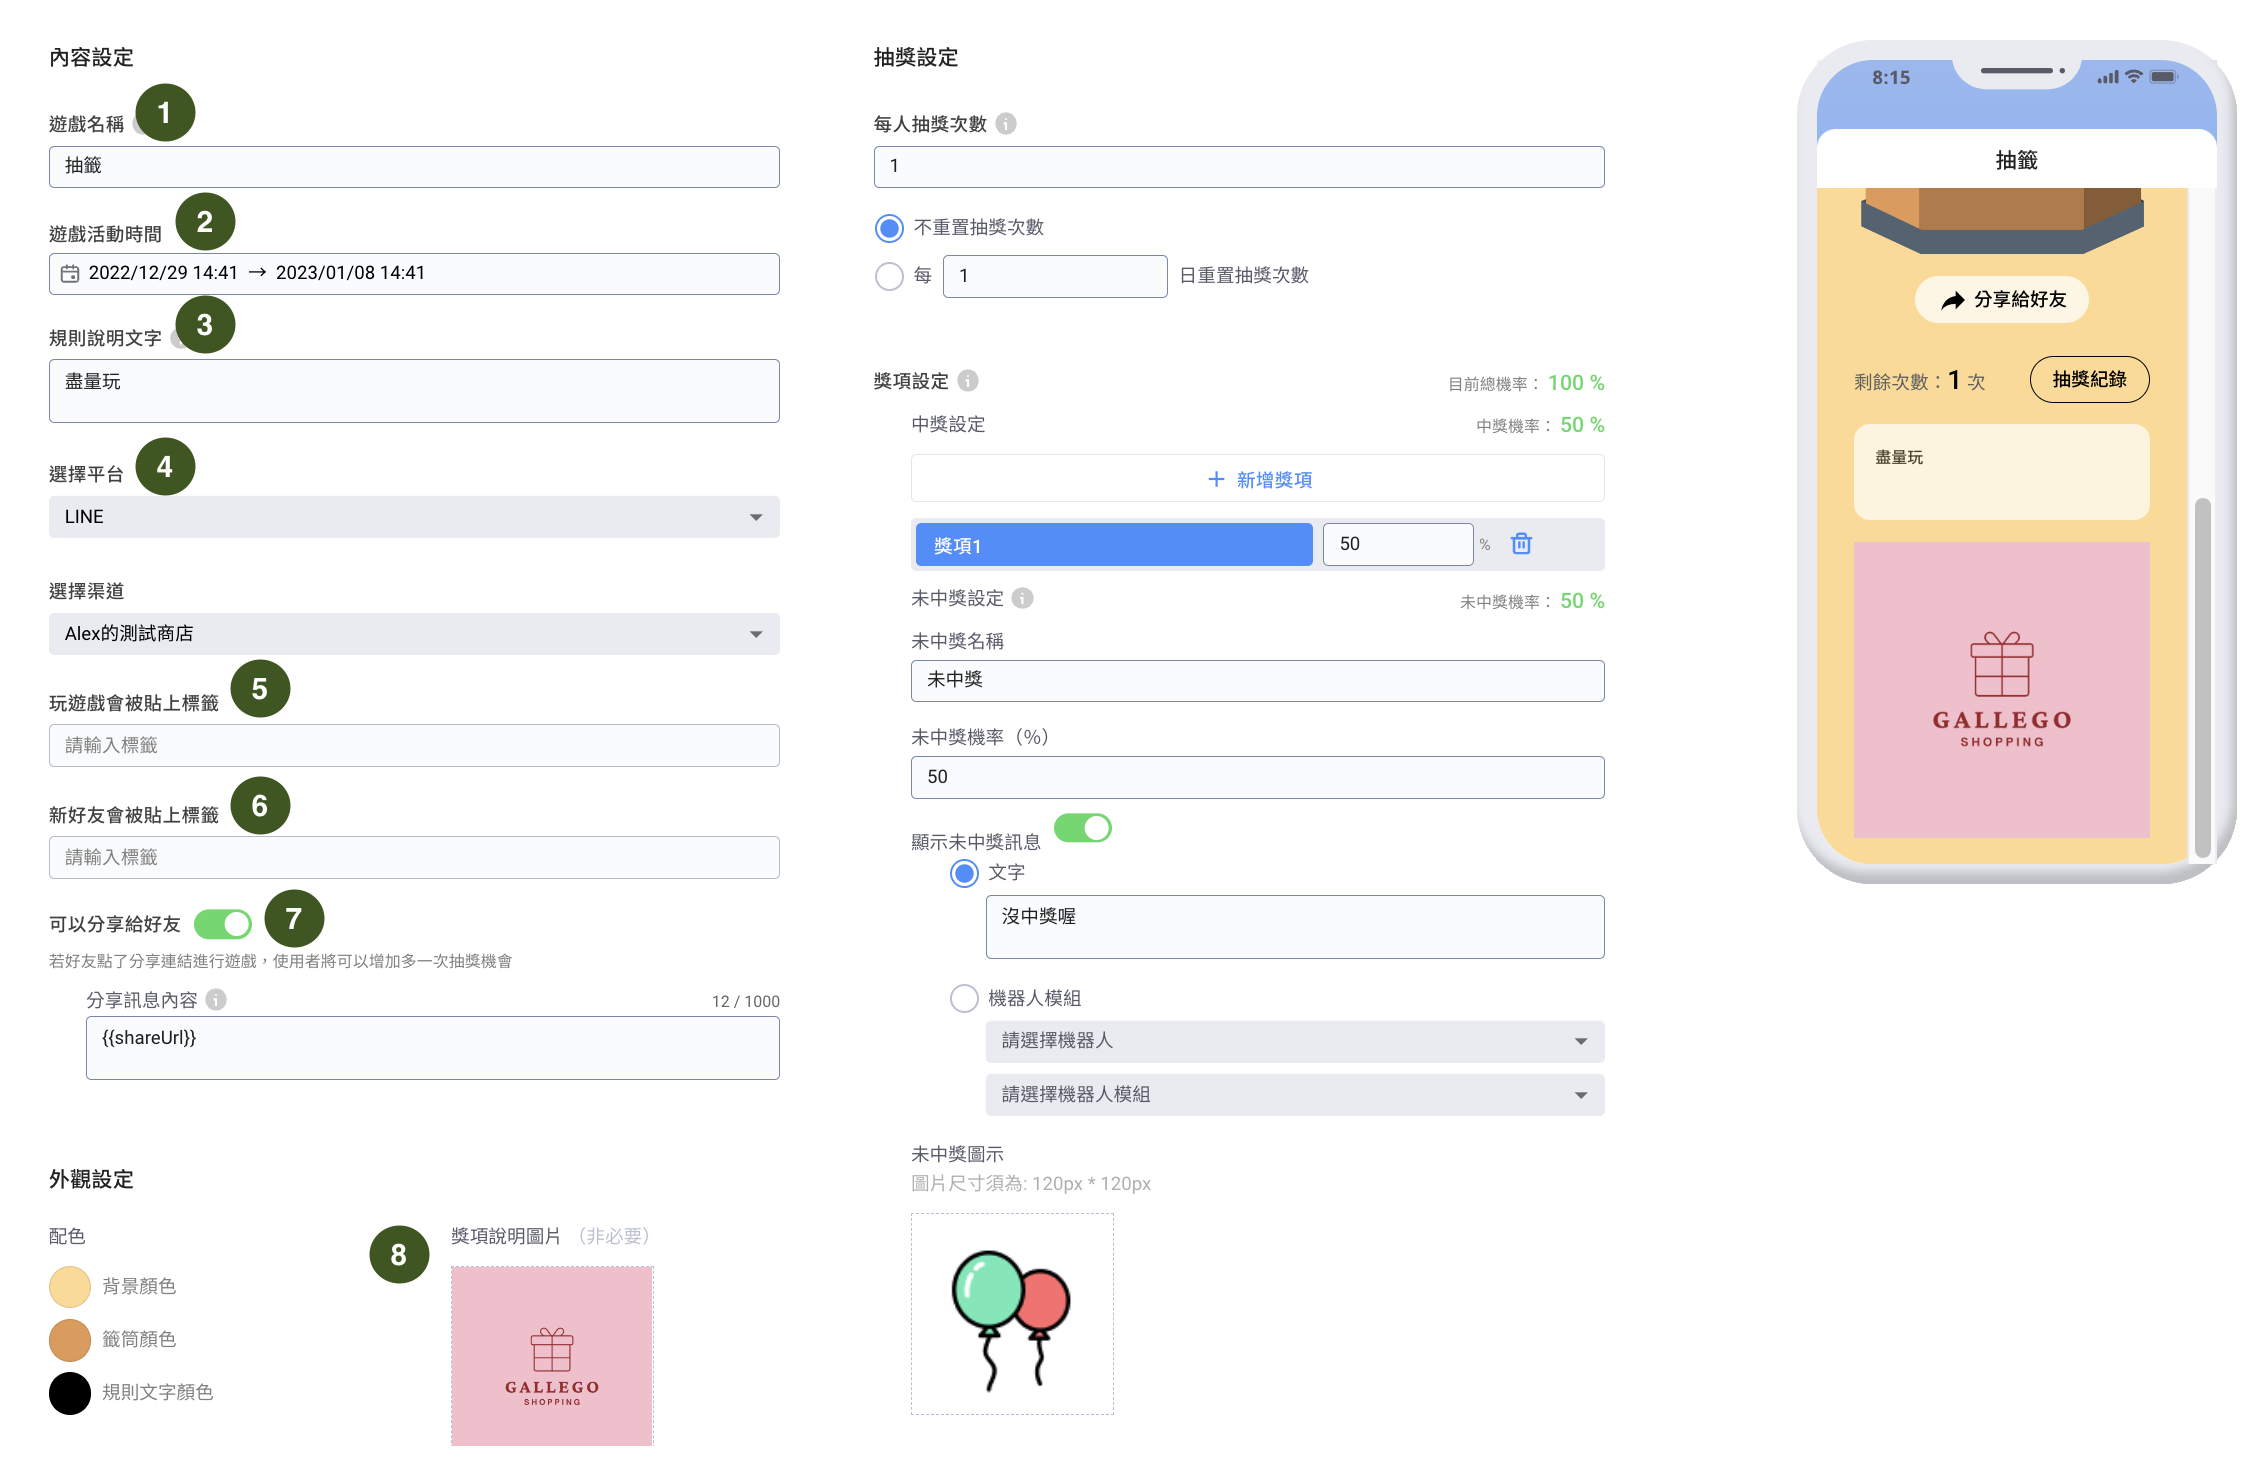 內容設定
遊戲名稱
1
抽籤
遊戲活動時間
2
2022/12/29 14:41 → 2023/01/08 14:41
規則說明文字
3
盡量玩
選擇平台
4
LINE
選擇渠道
Alex的測試商店
玩遊戲會被貼上標籤
5
請輸入標籤
新好友會被貼上標籤
6
請輸入標籤
可以分享給好友
7
若好友點了分享連結進行遊戲，使用者將可以增加多一次抽獎機會
分享訊息內容
12 / 1000
{{shareUrl}}
外觀設定
配色
背景顏色
籤筒顏色
規則文字顏色
8
獎項說明圖片（非必要）
GALLEGO
SHOPPING
抽獎設定
每人抽獎次數
1
不重置抽獎次數
每 1 日重置抽獎次數
獎項設定
目前總機率： 100 %
中獎設定
中獎機率： 50 %
+ 新增獎項
獎項1
50 %
未中獎設定
未中獎機率： 50 %
未中獎名稱
未中獎
未中獎機率（%）
50
顯示未中獎訊息
文字
沒中獎喔
機器人模組
請選擇機器人
請選擇機器人模組
未中獎圖示
圖片尺寸須為: 120px * 120px
8:15
抽籤
分享給好友
剩餘次數：1 次
抽獎紀錄
盡量玩
GALLEGO
SHOPPING